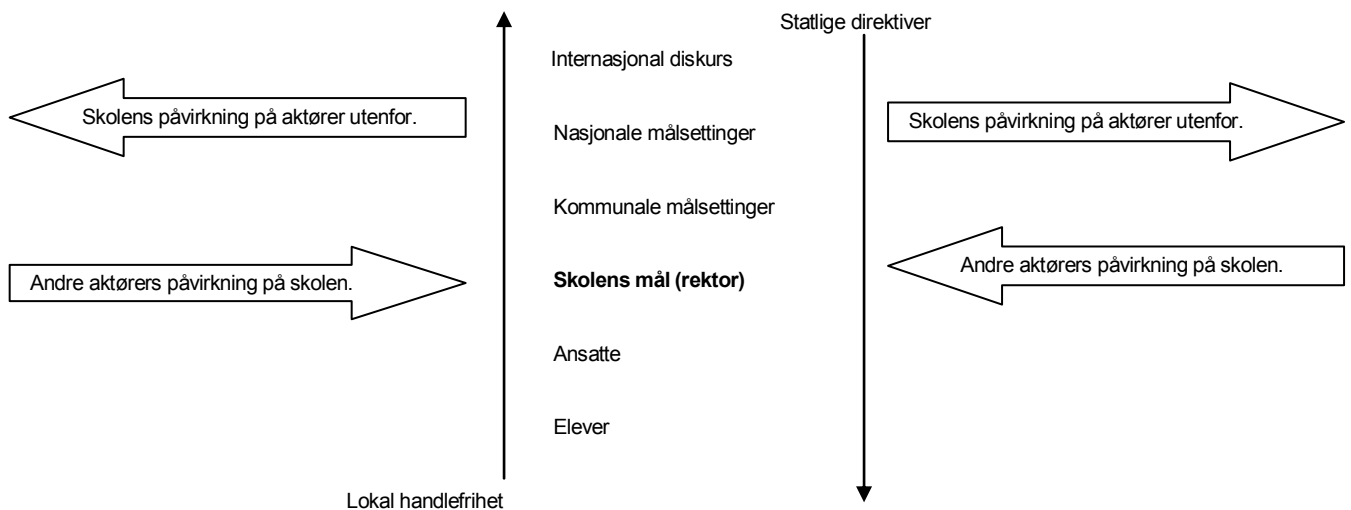 Statlige direktiver
Internasjonal diskurs
Skolens påvirkning på aktører utenfor.
Nasjonale målsettinger
Skolens påvirkning på aktører utenfor.
Kommunale målsettinger
Andre aktørers påvirkning på skolen.
Skolens mål (rektor)
Andre aktørers påvirkning på skolen.
Ansatte
Elever
Lokal handlefrihet